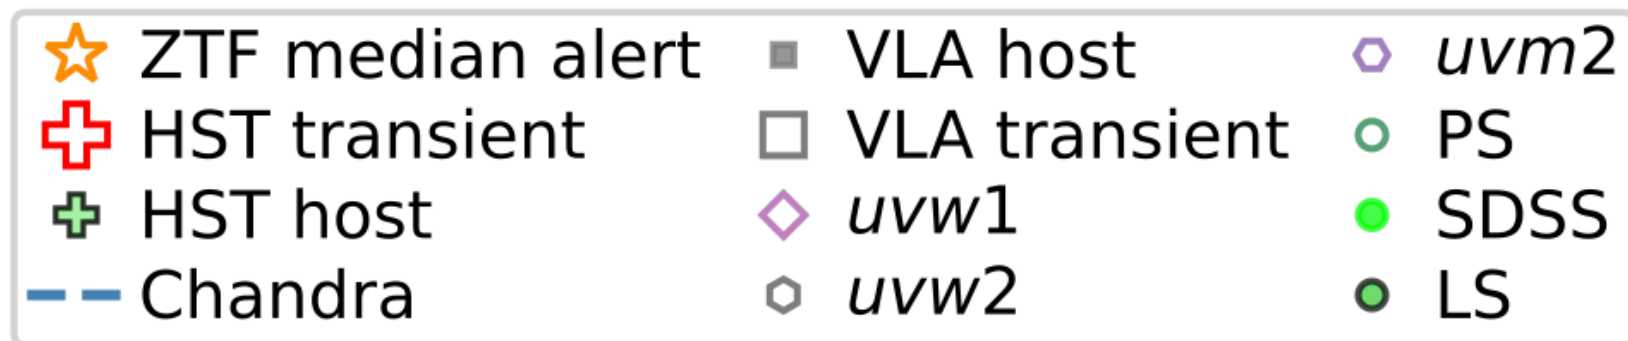 ZTF median alert
HST transient
HST host
Chandra
VLA host
VLA transient
uvw1
uvw2
uvm2
PS
SDSS
LS